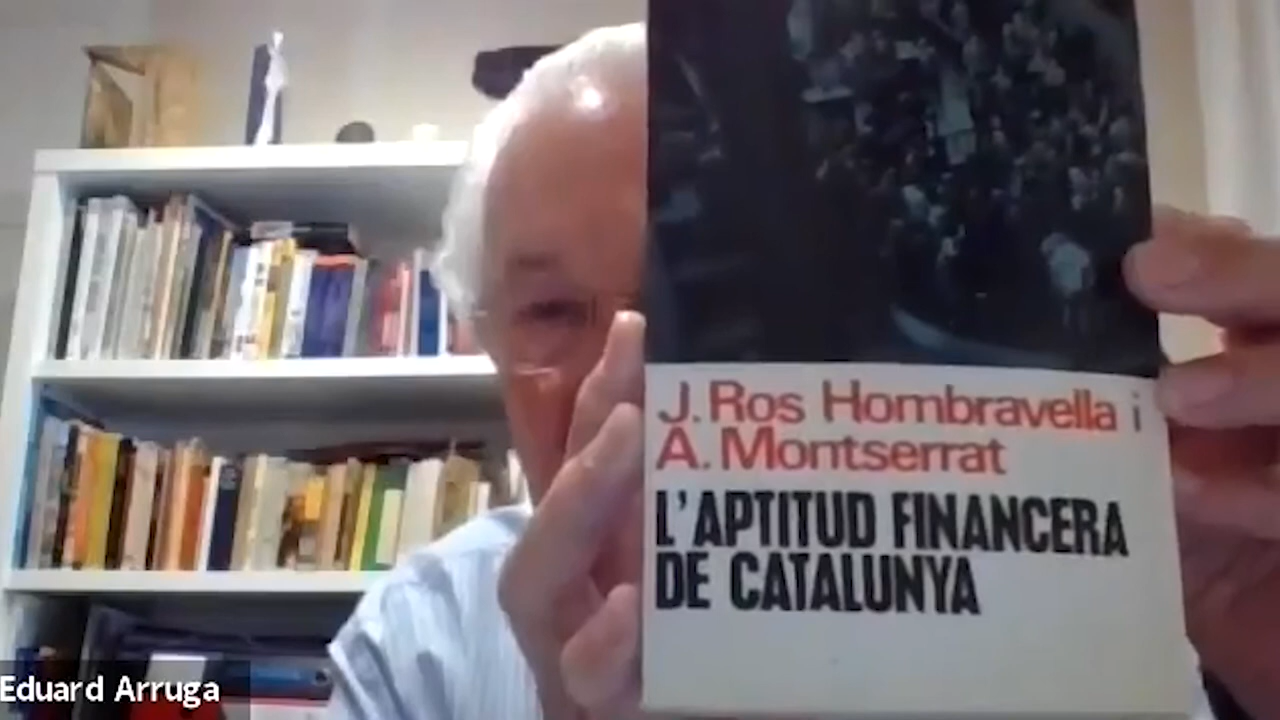 J. Ros Hombravella i
A. Montserrat
L'APTITUD FINANCERA
DE CATALUNYA
Eduard Arruga